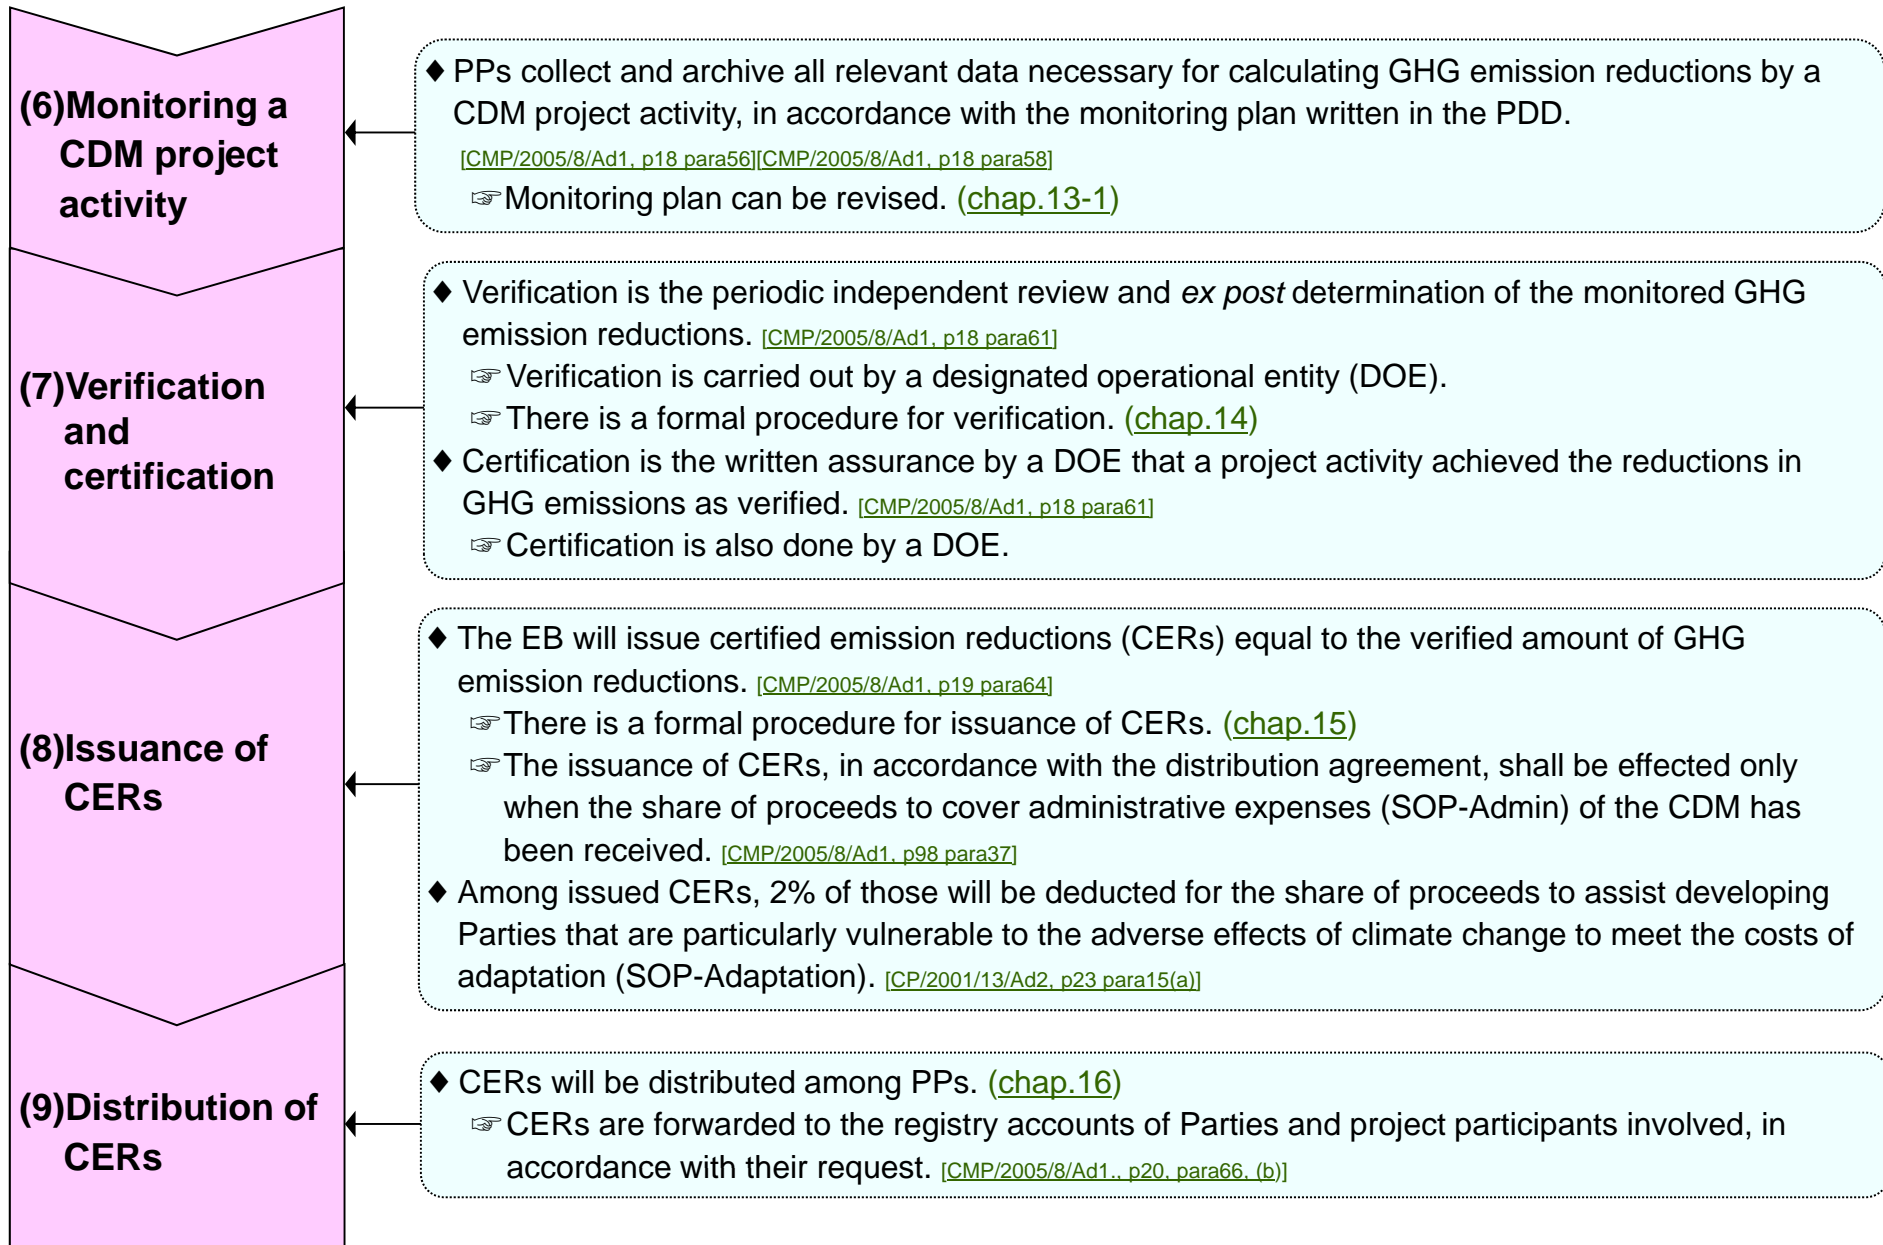 (6)Monitoring a
CDM project
activity
♦ PPs collect and archive all relevant data necessary for calculating GHG emission reductions by a
CDM project activity, in accordance with the monitoring plan written in the PDD.
[CMP/2005/8/Ad1, p18 para56][CMP/2005/8/Ad1, p18 para58]
☞Monitoring plan can be revised. (chap.13-1)
(7)Verification
and
certification
♦ Verification is the periodic independent review and ex post determination of the monitored GHG
emission reductions. [CMP/2005/8/Ad1, p18 para61]
☞Verification is carried out by a designated operational entity (DOE).
☞There is a formal procedure for verification. (chap.14)
♦ Certification is the written assurance by a DOE that a project activity achieved the reductions in
GHG emissions as verified. [CMP/2005/8/Ad1, p18 para61]
☞Certification is also done by a DOE.
(8)Issuance of
CERs
♦ The EB will issue certified emission reductions (CERs) equal to the verified amount of GHG
emission reductions. [CMP/2005/8/Ad1, p19 para64]
☞There is a formal procedure for issuance of CERs. (chap.15)
☞The issuance of CERs, in accordance with the distribution agreement, shall be effected only
when the share of proceeds to cover administrative expenses (SOP-Admin) of the CDM has
been received. [CMP/2005/8/Ad1, p98 para37]
♦ Among issued CERs, 2% of those will be deducted for the share of proceeds to assist developing
Parties that are particularly vulnerable to the adverse effects of climate change to meet the costs of
adaptation (SOP-Adaptation). [CP/2001/13/Ad2, p23 para15(a)]
(9)Distribution of
CERs
♦ CERs will be distributed among PPs. (chap.16)
☞CERs are forwarded to the registry accounts of Parties and project participants involved, in
accordance with their request. [CMP/2005/8/Ad1., p20, para66, (b)]